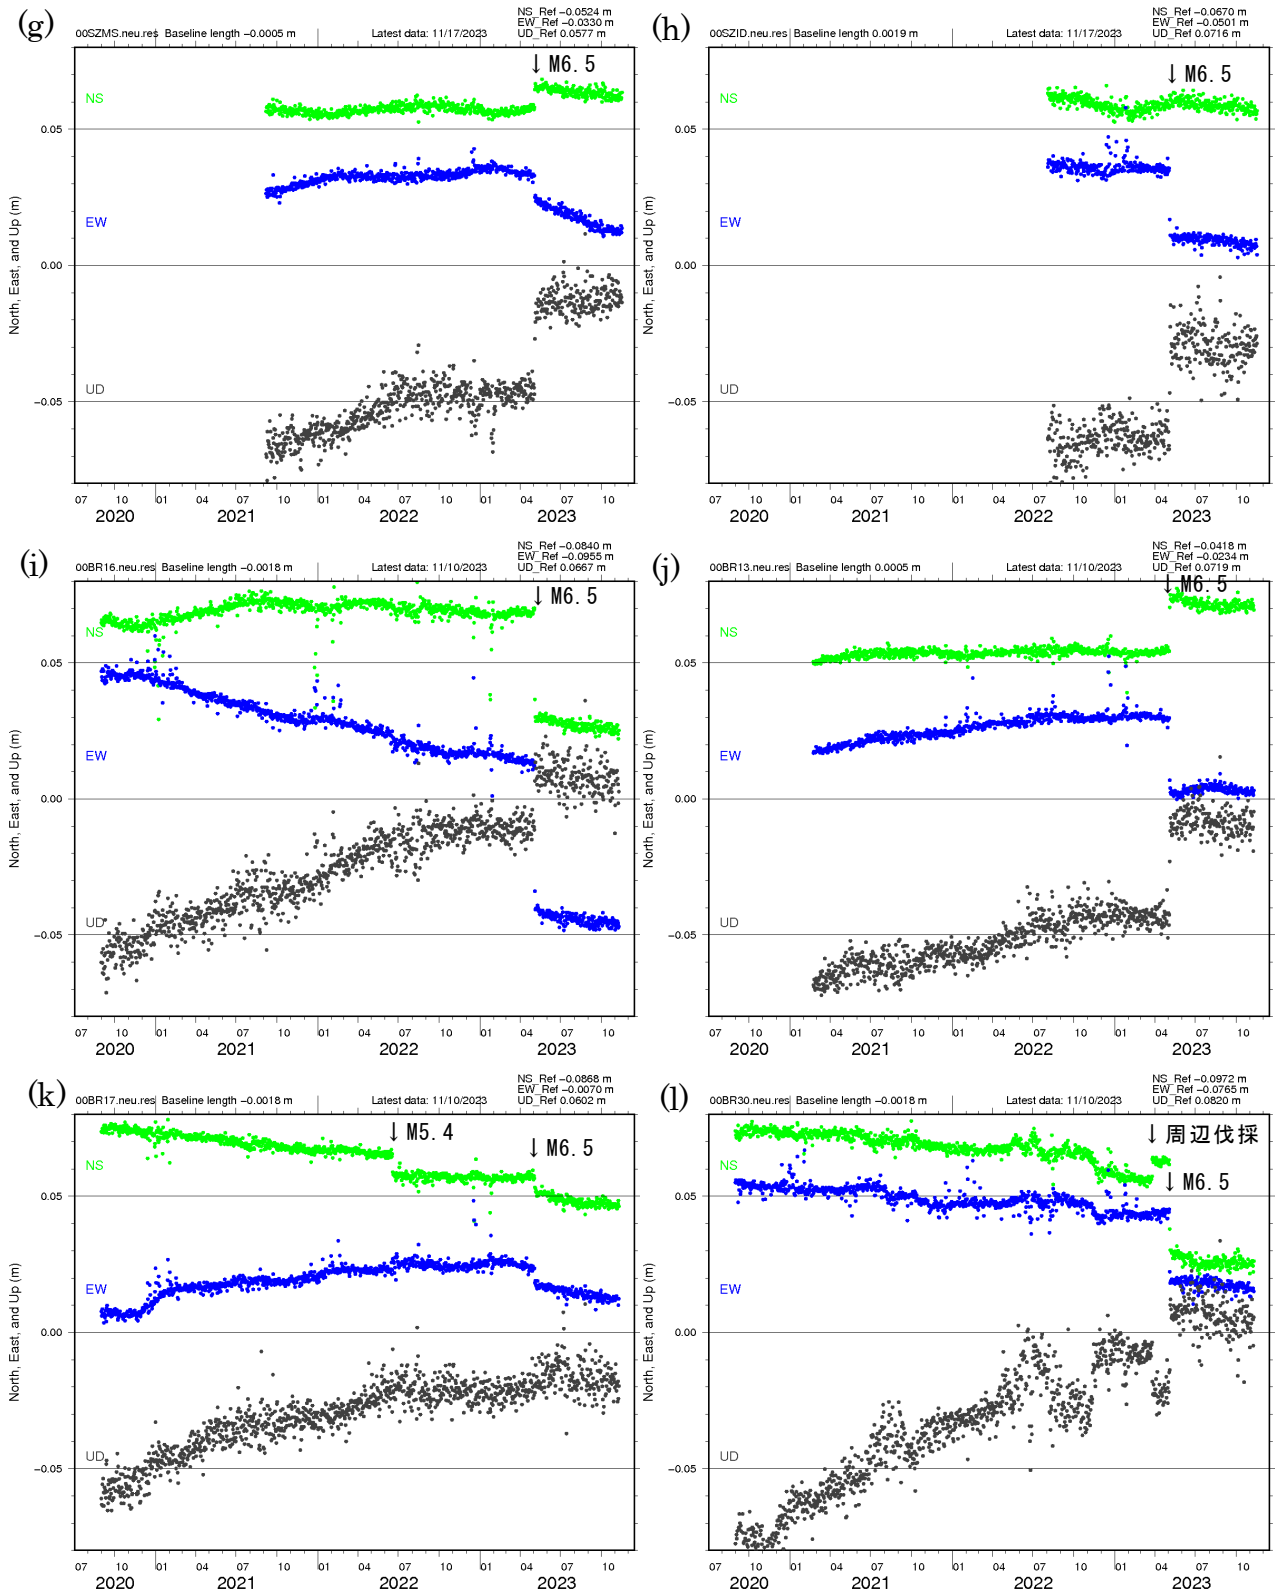 (g)
NS_Ref -0.0524 m
EW_Ref -0.0330 m
00SZMS.neu.res Baseline length -0.0005 m Latest data: 11/17/2023 UD_Ref 0.0577 m
↓M6.5
NS
0.05
EW
0.00
UD
-0.05
North, East, and Up (m)
07 10 01 04 07 10 01 04 07 10 01 04 07 10
2020 2021 2022 2023
(h)
NS_Ref -0.0670 m
EW_Ref -0.0501 m
00SZID.neu.res Baseline length 0.0019 m Latest data: 11/17/2023 UD_Ref 0.0716 m
↓M6.5
NS
0.05
EW
0.00
UD
-0.05
North, East, and Up (m)
07 10 01 04 07 10 01 04 07 10 01 04 07 10
2020 2021 2022 2023
(i)
NS_Ref -0.0840 m
EW_Ref -0.0955 m
00BR16.neu.res Baseline length -0.0018 m Latest data: 11/10/2023 UD_Ref 0.0667 m
↓M6.5
NS
0.05
EW
0.00
UD
-0.05
North, East, and Up (m)
07 10 01 04 07 10 01 04 07 10 01 04 07 10
2020 2021 2022 2023
(j)
NS_Ref -0.0418 m
EW_Ref -0.0234 m
00BR13.neu.res Baseline length 0.0005 m Latest data: 11/10/2023 UD_Ref 0.0719 m
↓M6.5
NS
0.05
EW
0.00
UD
-0.05
North, East, and Up (m)
07 10 01 04 07 10 01 04 07 10 01 04 07 10
2020 2021 2022 2023
(k)
NS_Ref -0.0868 m
EW_Ref -0.0070 m
00BR17.neu.res Baseline length -0.0018 m Latest data: 11/10/2023 UD_Ref 0.0602 m
↓M5.4
↓M6.5
NS
0.05
EW
0.00
UD
-0.05
North, East, and Up (m)
07 10 01 04 07 10 01 04 07 10 01 04 07 10
2020 2021 2022 2023
(l)
NS_Ref -0.0972 m
EW_Ref -0.0765 m
00BR30.neu.res Baseline length -0.0018 m Latest data: 11/10/2023 UD_Ref 0.0820 m
↓周辺伐採
↓M6.5
NS
0.05
EW
0.00
UD
-0.05
North, East, and Up (m)
07 10 01 04 07 10 01 04 07 10 01 04 07 10
2020 2021 2022 2023